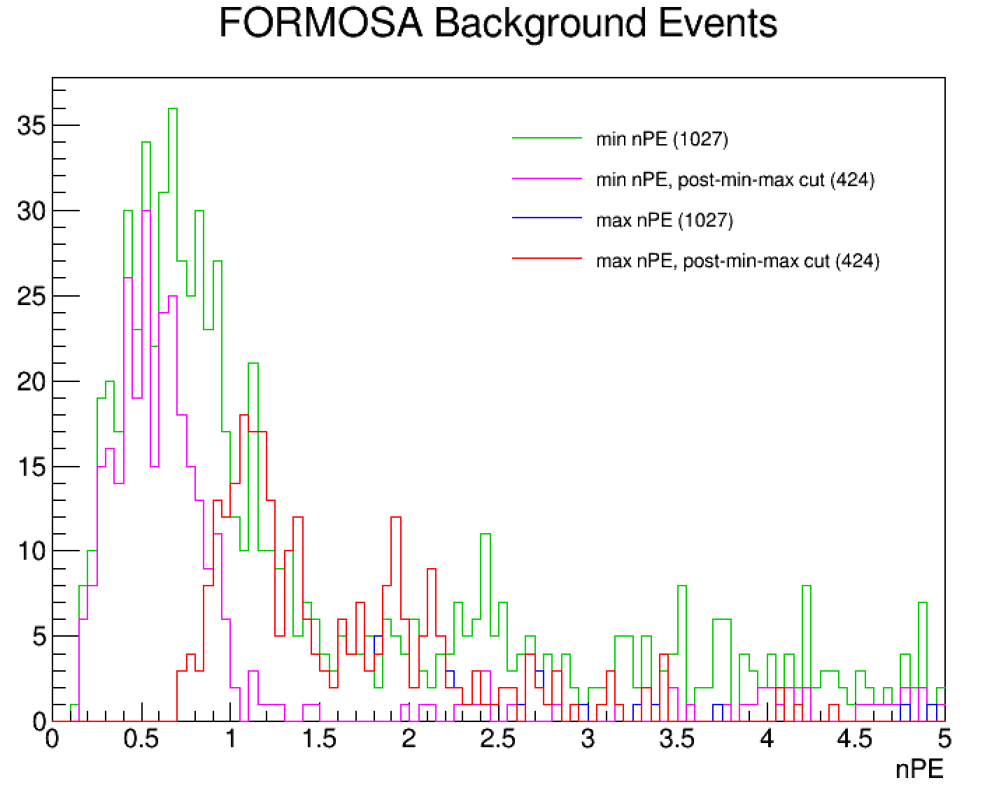 FORMOSA Background Events
35
30
25
20
15
10
5
0
min nPE (1027)
min nPE, post-min-max cut (424)
max nPE (1027)
max nPE, post-min-max cut (424)
0 0.5 1 1.5 2 2.5 3 3.5 4 4.5 5
nPE